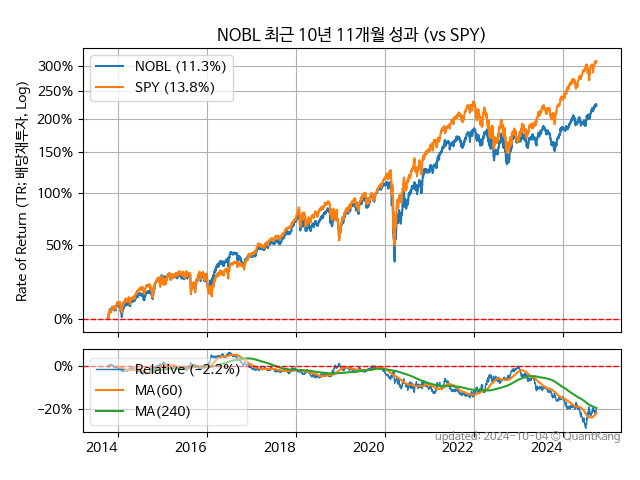 NOBL 최근 10년 11개월 성과 (vs SPY)
Rate of Return (TR: 배당재투자, Log)
300%
250%
200%
150%
100%
50%
0%
NOBL (11.3%)
SPY (13.8%)
0%
−20%
Relative (−2.2%)
MA(60)
MA(240)
2014 2016 2018 2020 2022 2024
updated: 2024-10-04 © QuantKang